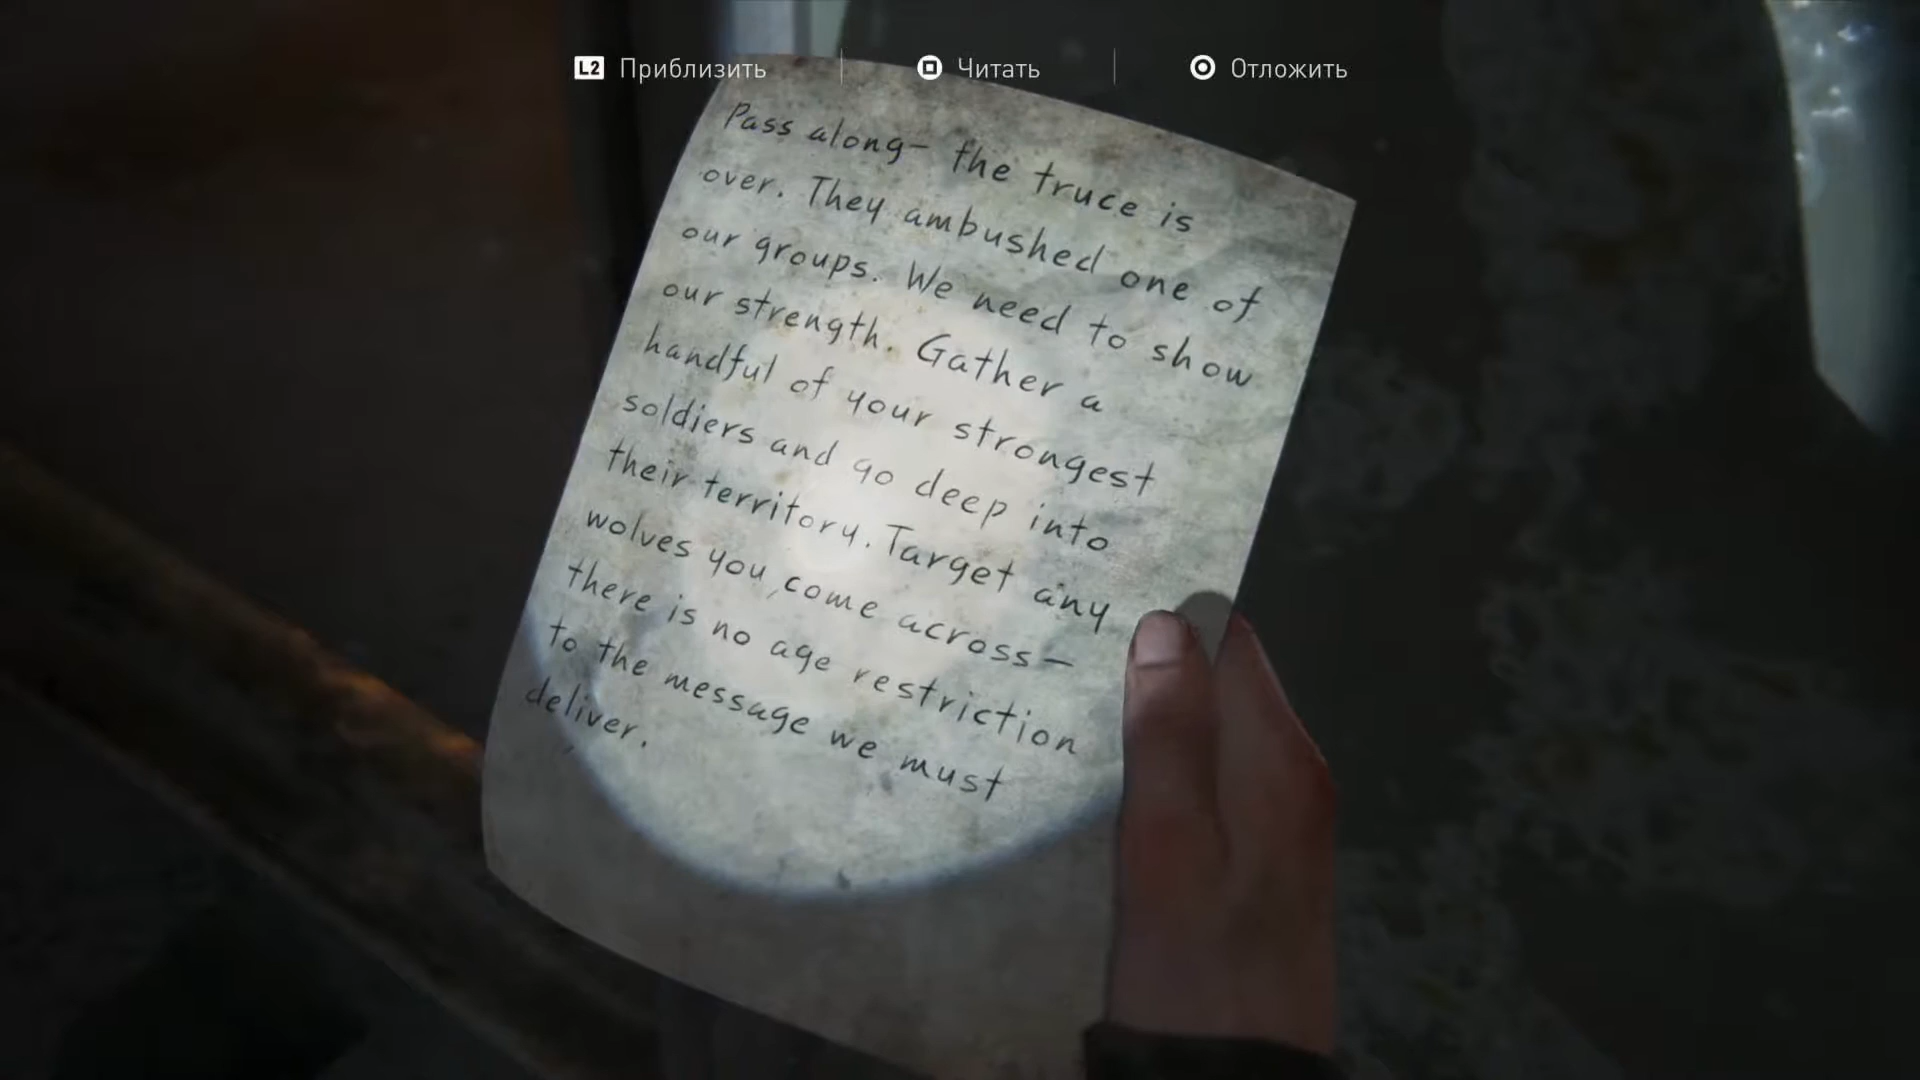 L2 Приблизить Читать Отложить
Pass along- the truce is
over. They ambushed one of
our groups. We need to show
our strength. Gather a
handful of your strongest
soldiers and go deep into
their territory. Target any
wolves you come across-
there is no age restriction
to the message we must
deliver.